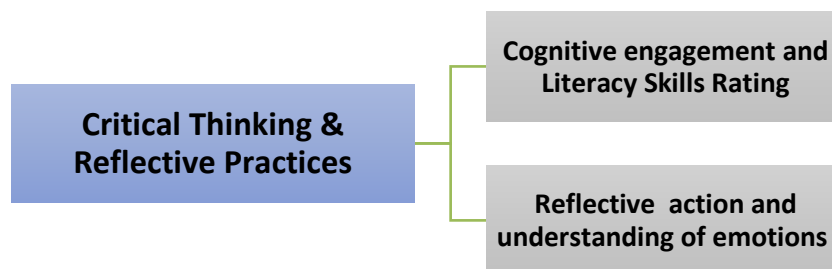 Critical Thinking &
Reflective Practices
Cognitive engagement and
Literacy Skills Rating
Reflective action and
understanding of emotions